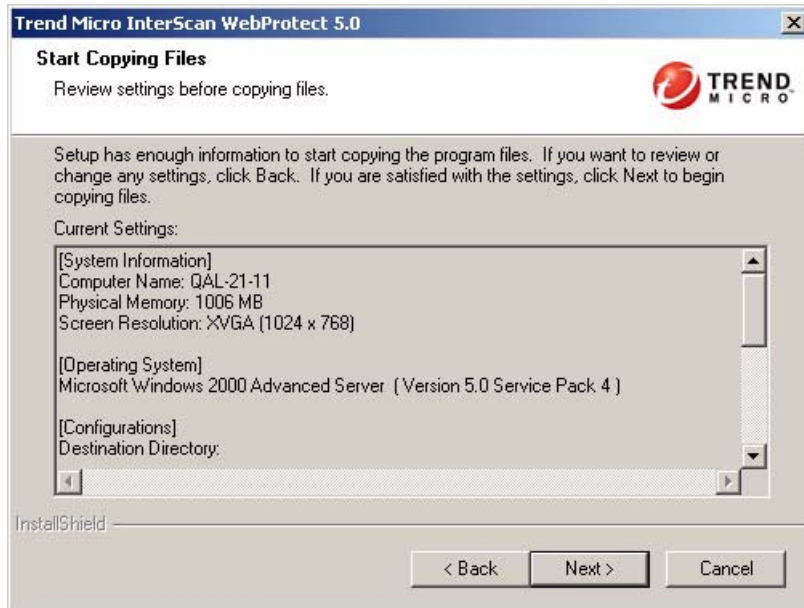 Trend Micro InterScan WebProtect 5.0
Start Copying Files
Review settings before copying files.
TREND
MICRO
Setup has enough information to start copying the program files. If you want to review or
change any settings, click Back. If you are satisfied with the settings, click Next to begin
copying files.
Current Settings:
[System Information]
Computer Name: QAL-21-11
Physical Memory: 1006 MB
Screen Resolution: XVGA (1024 x 768)
[Operating System]
Microsoft Windows 2000 Advanced Server ( Version 5.0 Service Pack 4 )
[Configurations]
Destination Directory:
InstallShield
< Back
Next >
Cancel